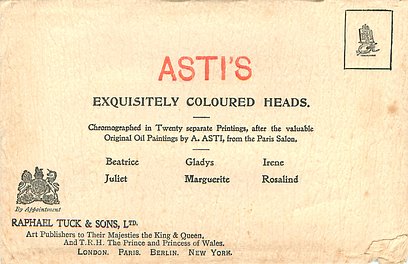 ASTI'S
EXQUISITELY COLOURED HEADS.
Chromographed in Twenty separate Printings, after the valuable
Original Oil Paintings by A. ASTI, from the Paris Salon.
Beatrice Gladys Irene
Juliet Marguerite Rosalind
By Appointment
RAPHAEL TUCK & SONS, LTD.
Art Publishers to Their Majesties the King & Queen,
And T.R.H. The Prince and Princess of Wales.
LONDON. PARIS. BERLIN. NEW YORK.